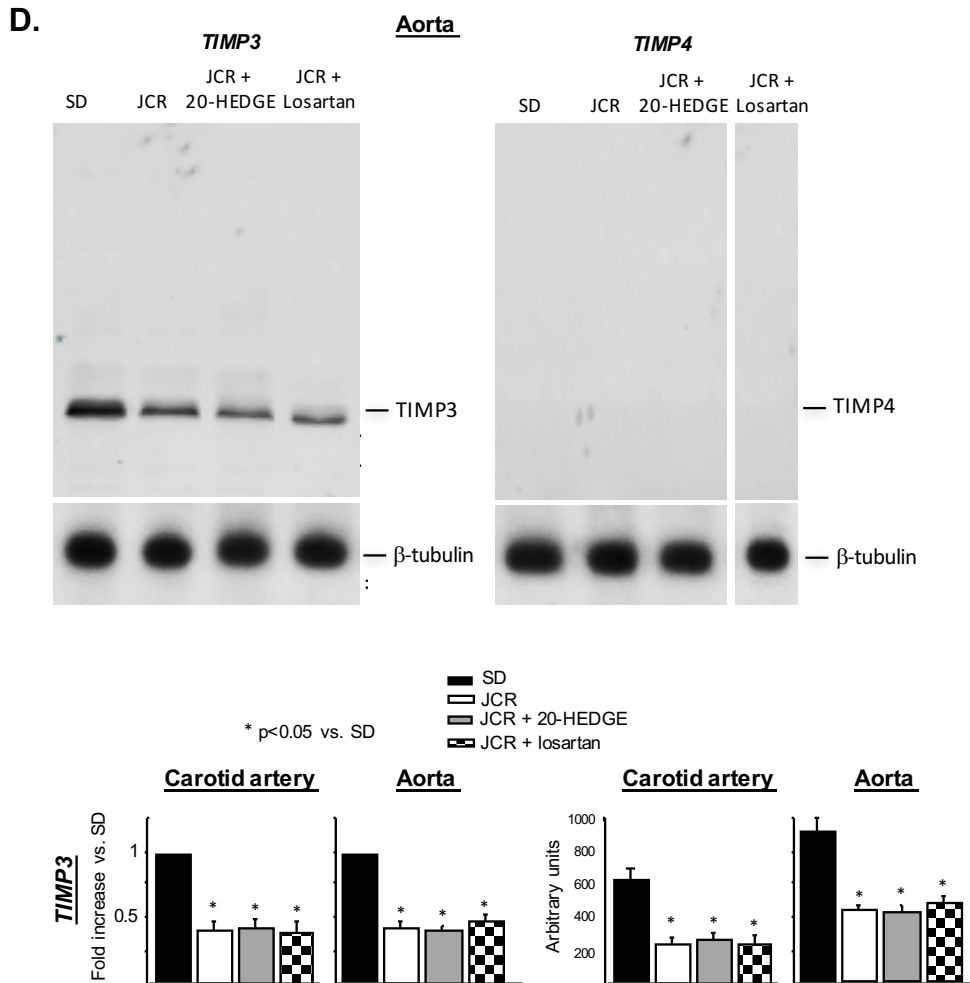 D.
Aorta
TIMP3
SD JCR JCR + 20-HEDGE JCR + Losartan
TIMP3
β-tubulin
:
TIMP4
SD JCR JCR + 20-HEDGE JCR + Losartan
TIMP4
β-tubulin
SD
JCR
JCR + 20-HEDGE
JCR + losartan
* p<0.05 vs. SD
Carotid artery
Aorta
Carotid artery
Aorta
TIMP3
Fold increase vs. SD
1
0.5
* * *
* * *
Arbitrary units
1000
800
600
400
200
* * *
* * *